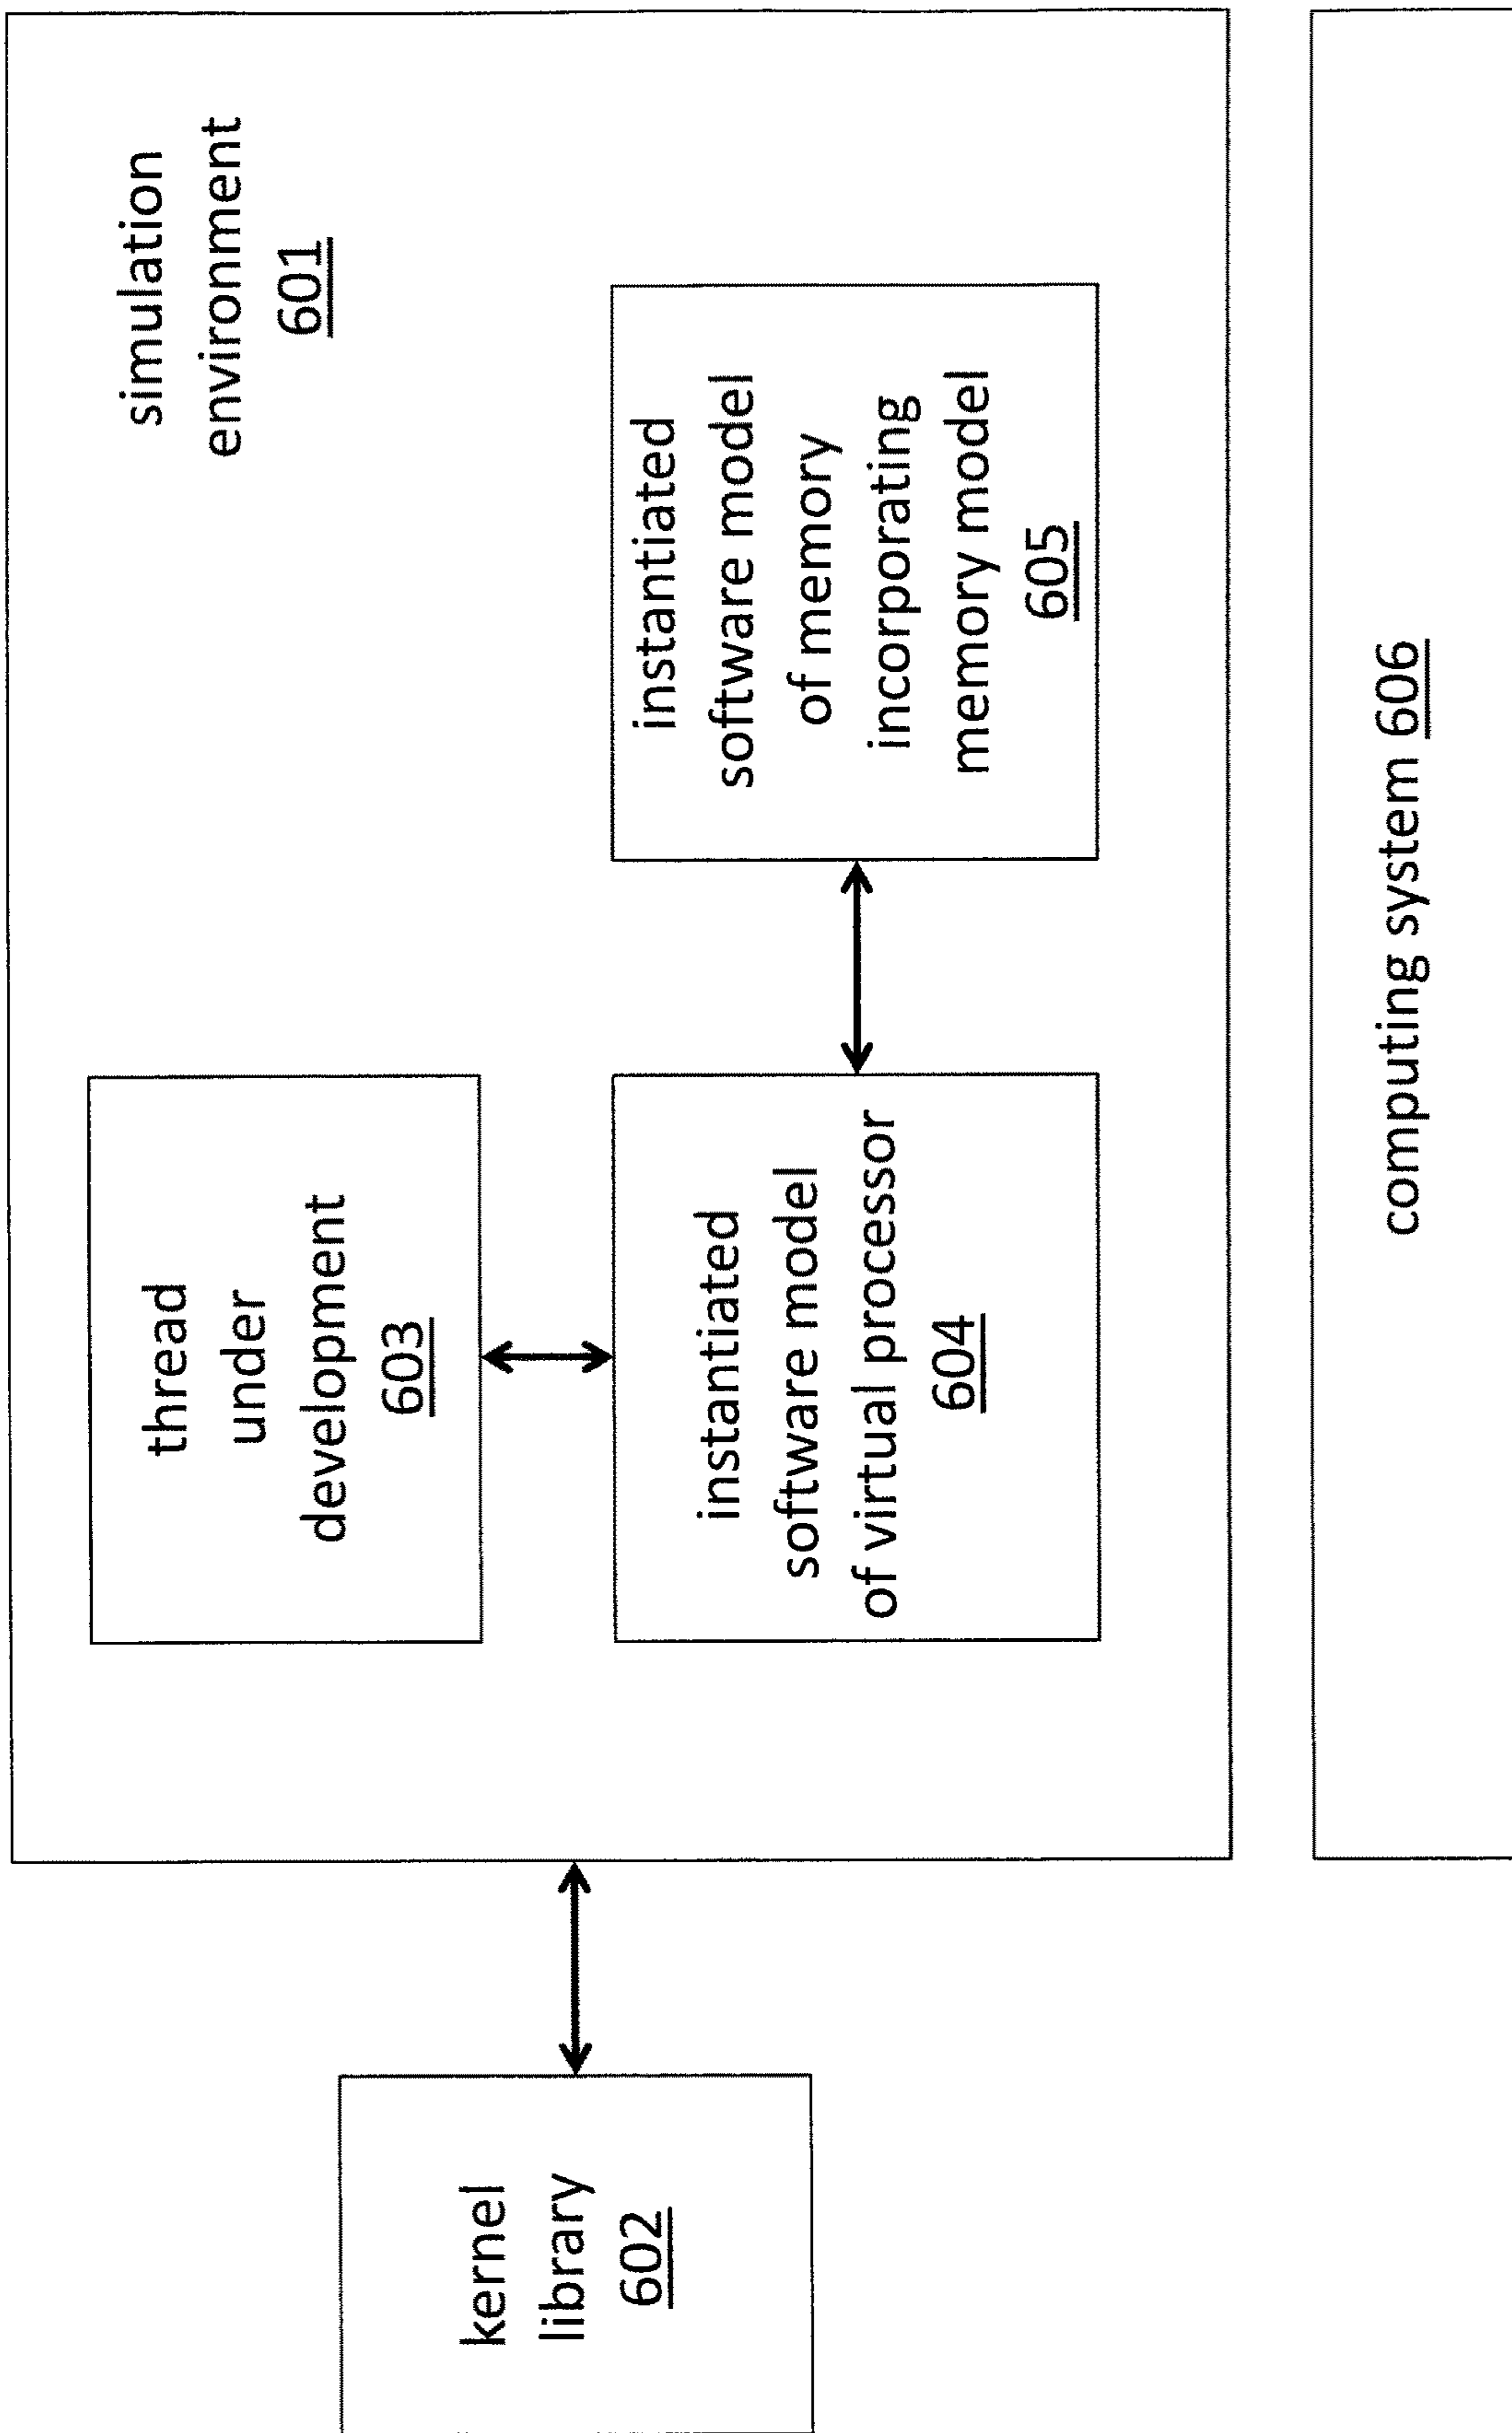 simulation
environment
601
thread
under
development
603
kernel
library
602
instantiated
software model
of virtual processor
604
instantiated
software model
of memory
incorporating
memory model
605
computing system 606